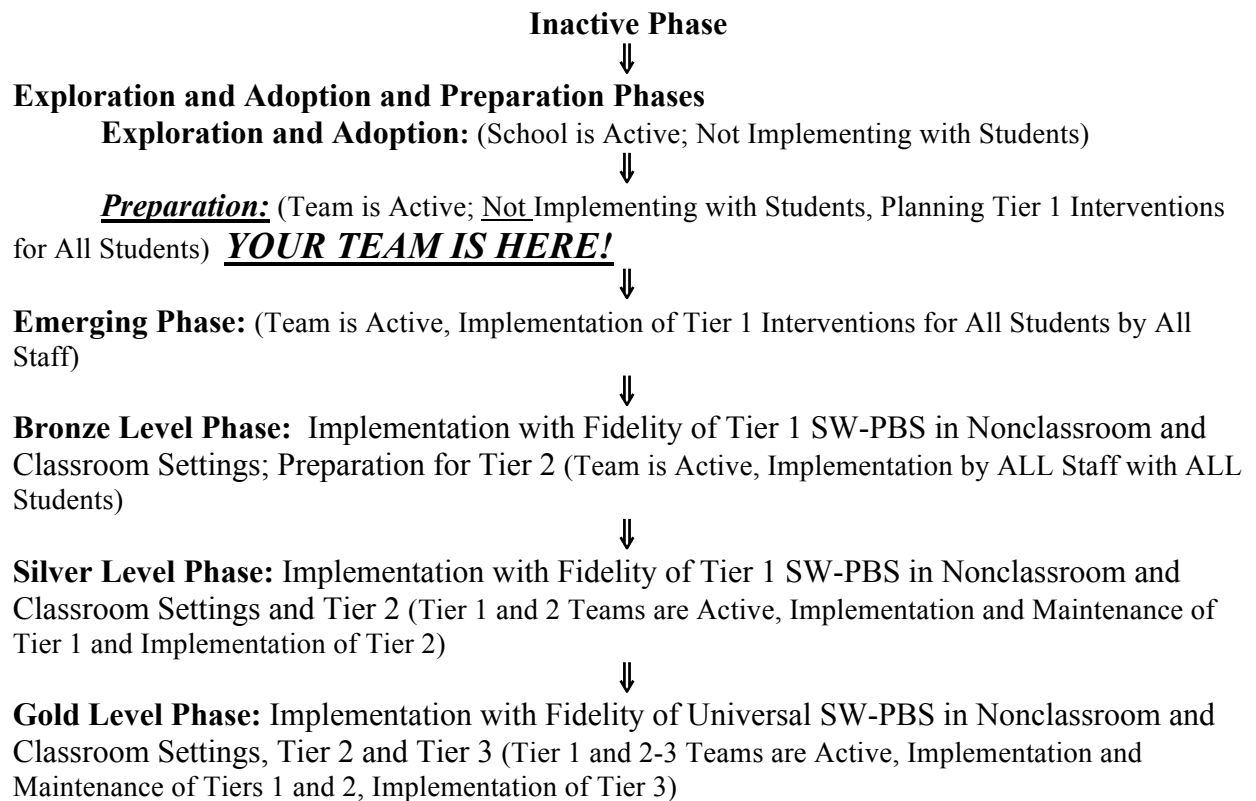 Inactive Phase
⇓
Exploration and Adoption and Preparation Phases
Exploration and Adoption: (School is Active; Not Implementing with Students)
⇓
Preparation: (Team is Active; Not Implementing with Students, Planning Tier 1 Interventions
for All Students) YOUR TEAM IS HERE!
⇓
Emerging Phase: (Team is Active, Implementation of Tier 1 Interventions for All Students by All
Staff)
⇓
Bronze Level Phase: Implementation with Fidelity of Tier 1 SW-PBS in Nonclassroom and
Classroom Settings; Preparation for Tier 2 (Team is Active, Implementation by ALL Staff with ALL
Students)
⇓
Silver Level Phase: Implementation with Fidelity of Tier 1 SW-PBS in Nonclassroom and
Classroom Settings and Tier 2 (Tier 1 and 2 Teams are Active, Implementation and Maintenance of
Tier 1 and Implementation of Tier 2)
⇓
Gold Level Phase: Implementation with Fidelity of Universal SW-PBS in Nonclassroom and
Classroom Settings, Tier 2 and Tier 3 (Tier 1 and 2-3 Teams are Active, Implementation and
Maintenance of Tiers 1 and 2, Implementation of Tier 3)